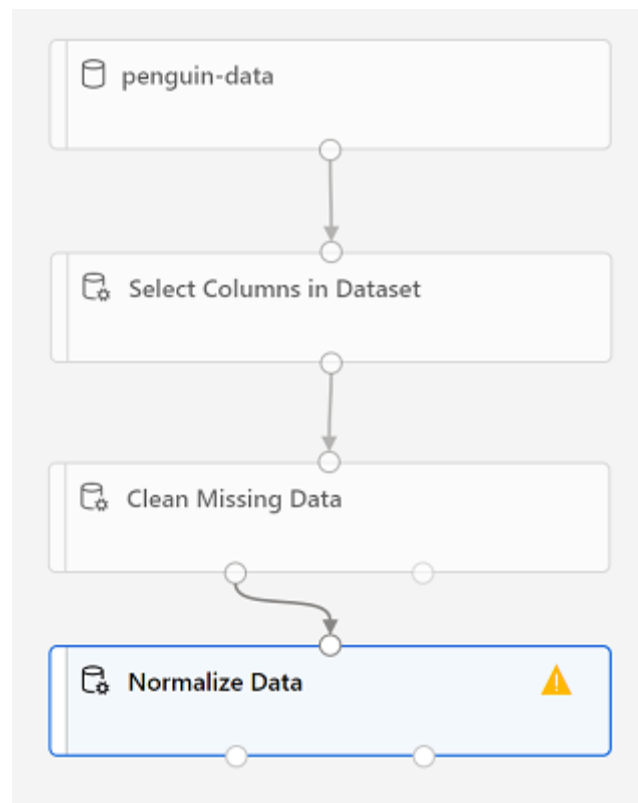 penguin-data
Select Columns in Dataset
Clean Missing Data
Normalize Data